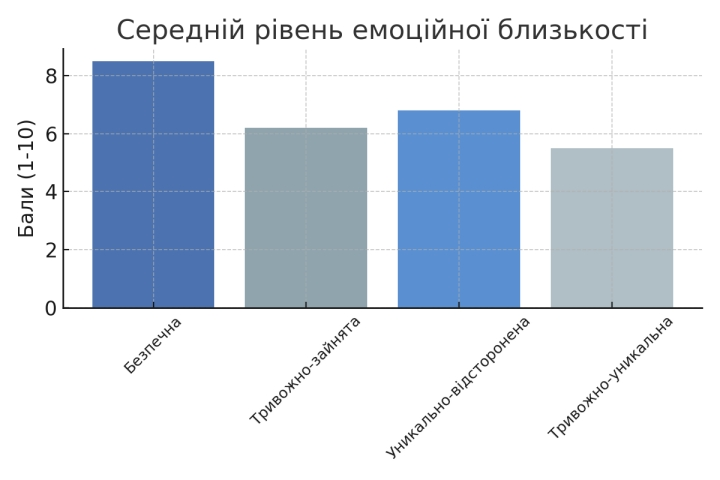 Середній рівень емоційної близькості
Бали (1-10)
8
6
4
2
0
Безпечна
Тривожно-зайнята
Уникально-відсторонена
Тривожно-уникальна